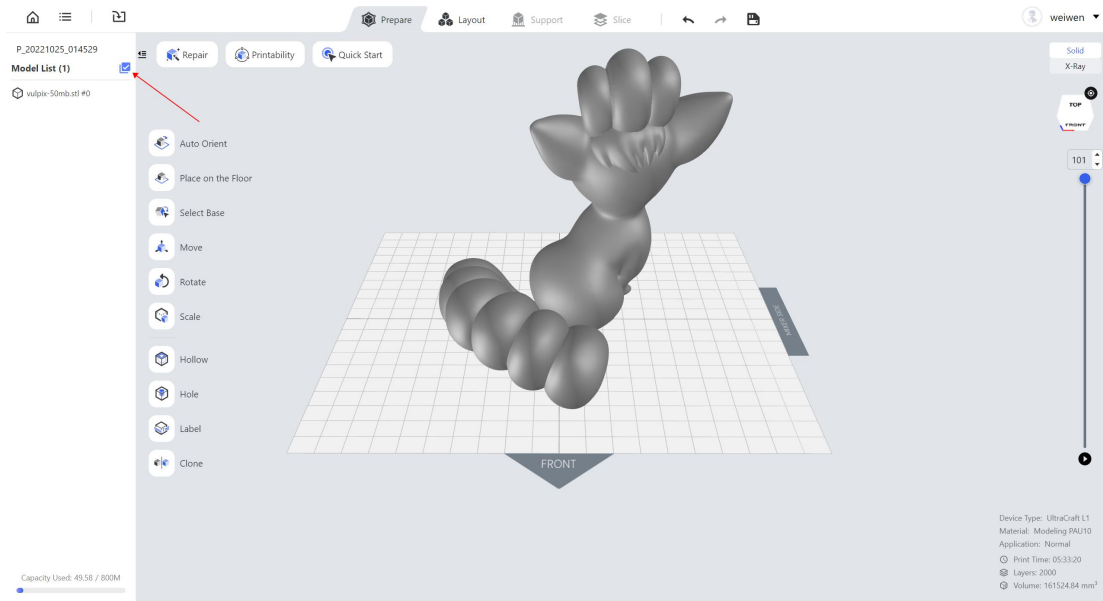 Prepare
Layout
Support
Slice
weiwen
P_20221025_014529
Model List (1)
vulpix-50mb.stl #0
Repair
Printability
Quick Start
Solid
X-Ray
TOP
FRONT
101
Auto Orient
Place on the Floor
Select Base
Move
Rotate
Scale
Hollow
Hole
Label
Clone
MIXER SIDE
FRONT
Device Type: UltraCraft L1
Material: Modeling PAU10
Application: Normal
Print Time: 05:33:20
Layers: 2000
Volume: 161524.84 mm³
Capacity Used: 49.58 / 800M